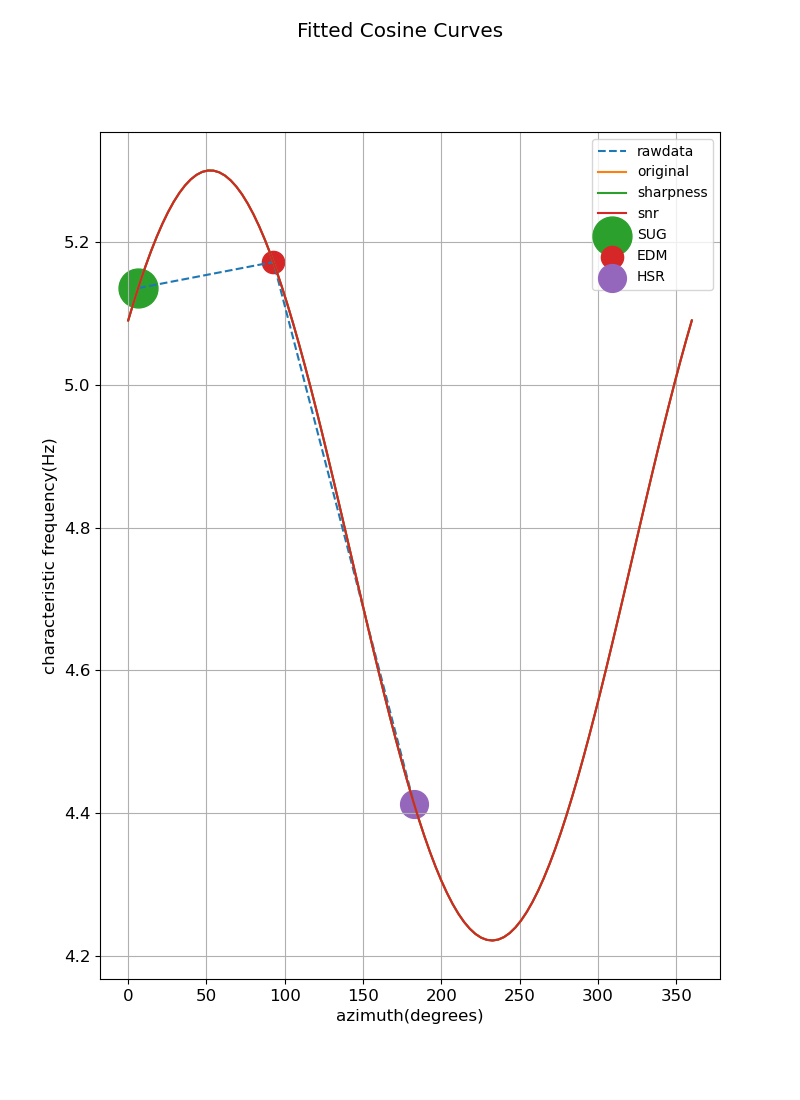 Fitted Cosine Curves
rawdata
original
sharpness
snr
SUG
EDM
HSR
5.2
5.0
4.8
4.6
4.4
4.2
characteristic frequency(Hz)
0 50 100 150 200 250 300 350
azimuth(degrees)